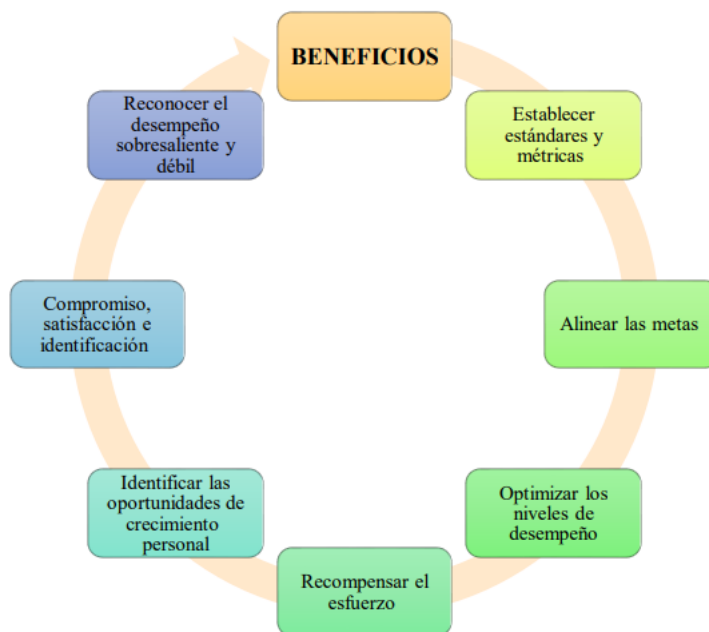 BENEFICIOS
Establecer
estándares y
métricas
Alinear las metas
Optimizar los
niveles de
desempeño
Recompensar el
esfuerzo
Identificar las
oportunidades de
crecimiento
personal
Compromiso,
satisfacción e
identificación
Reconocer el
desempeño
sobresaliente y
débil